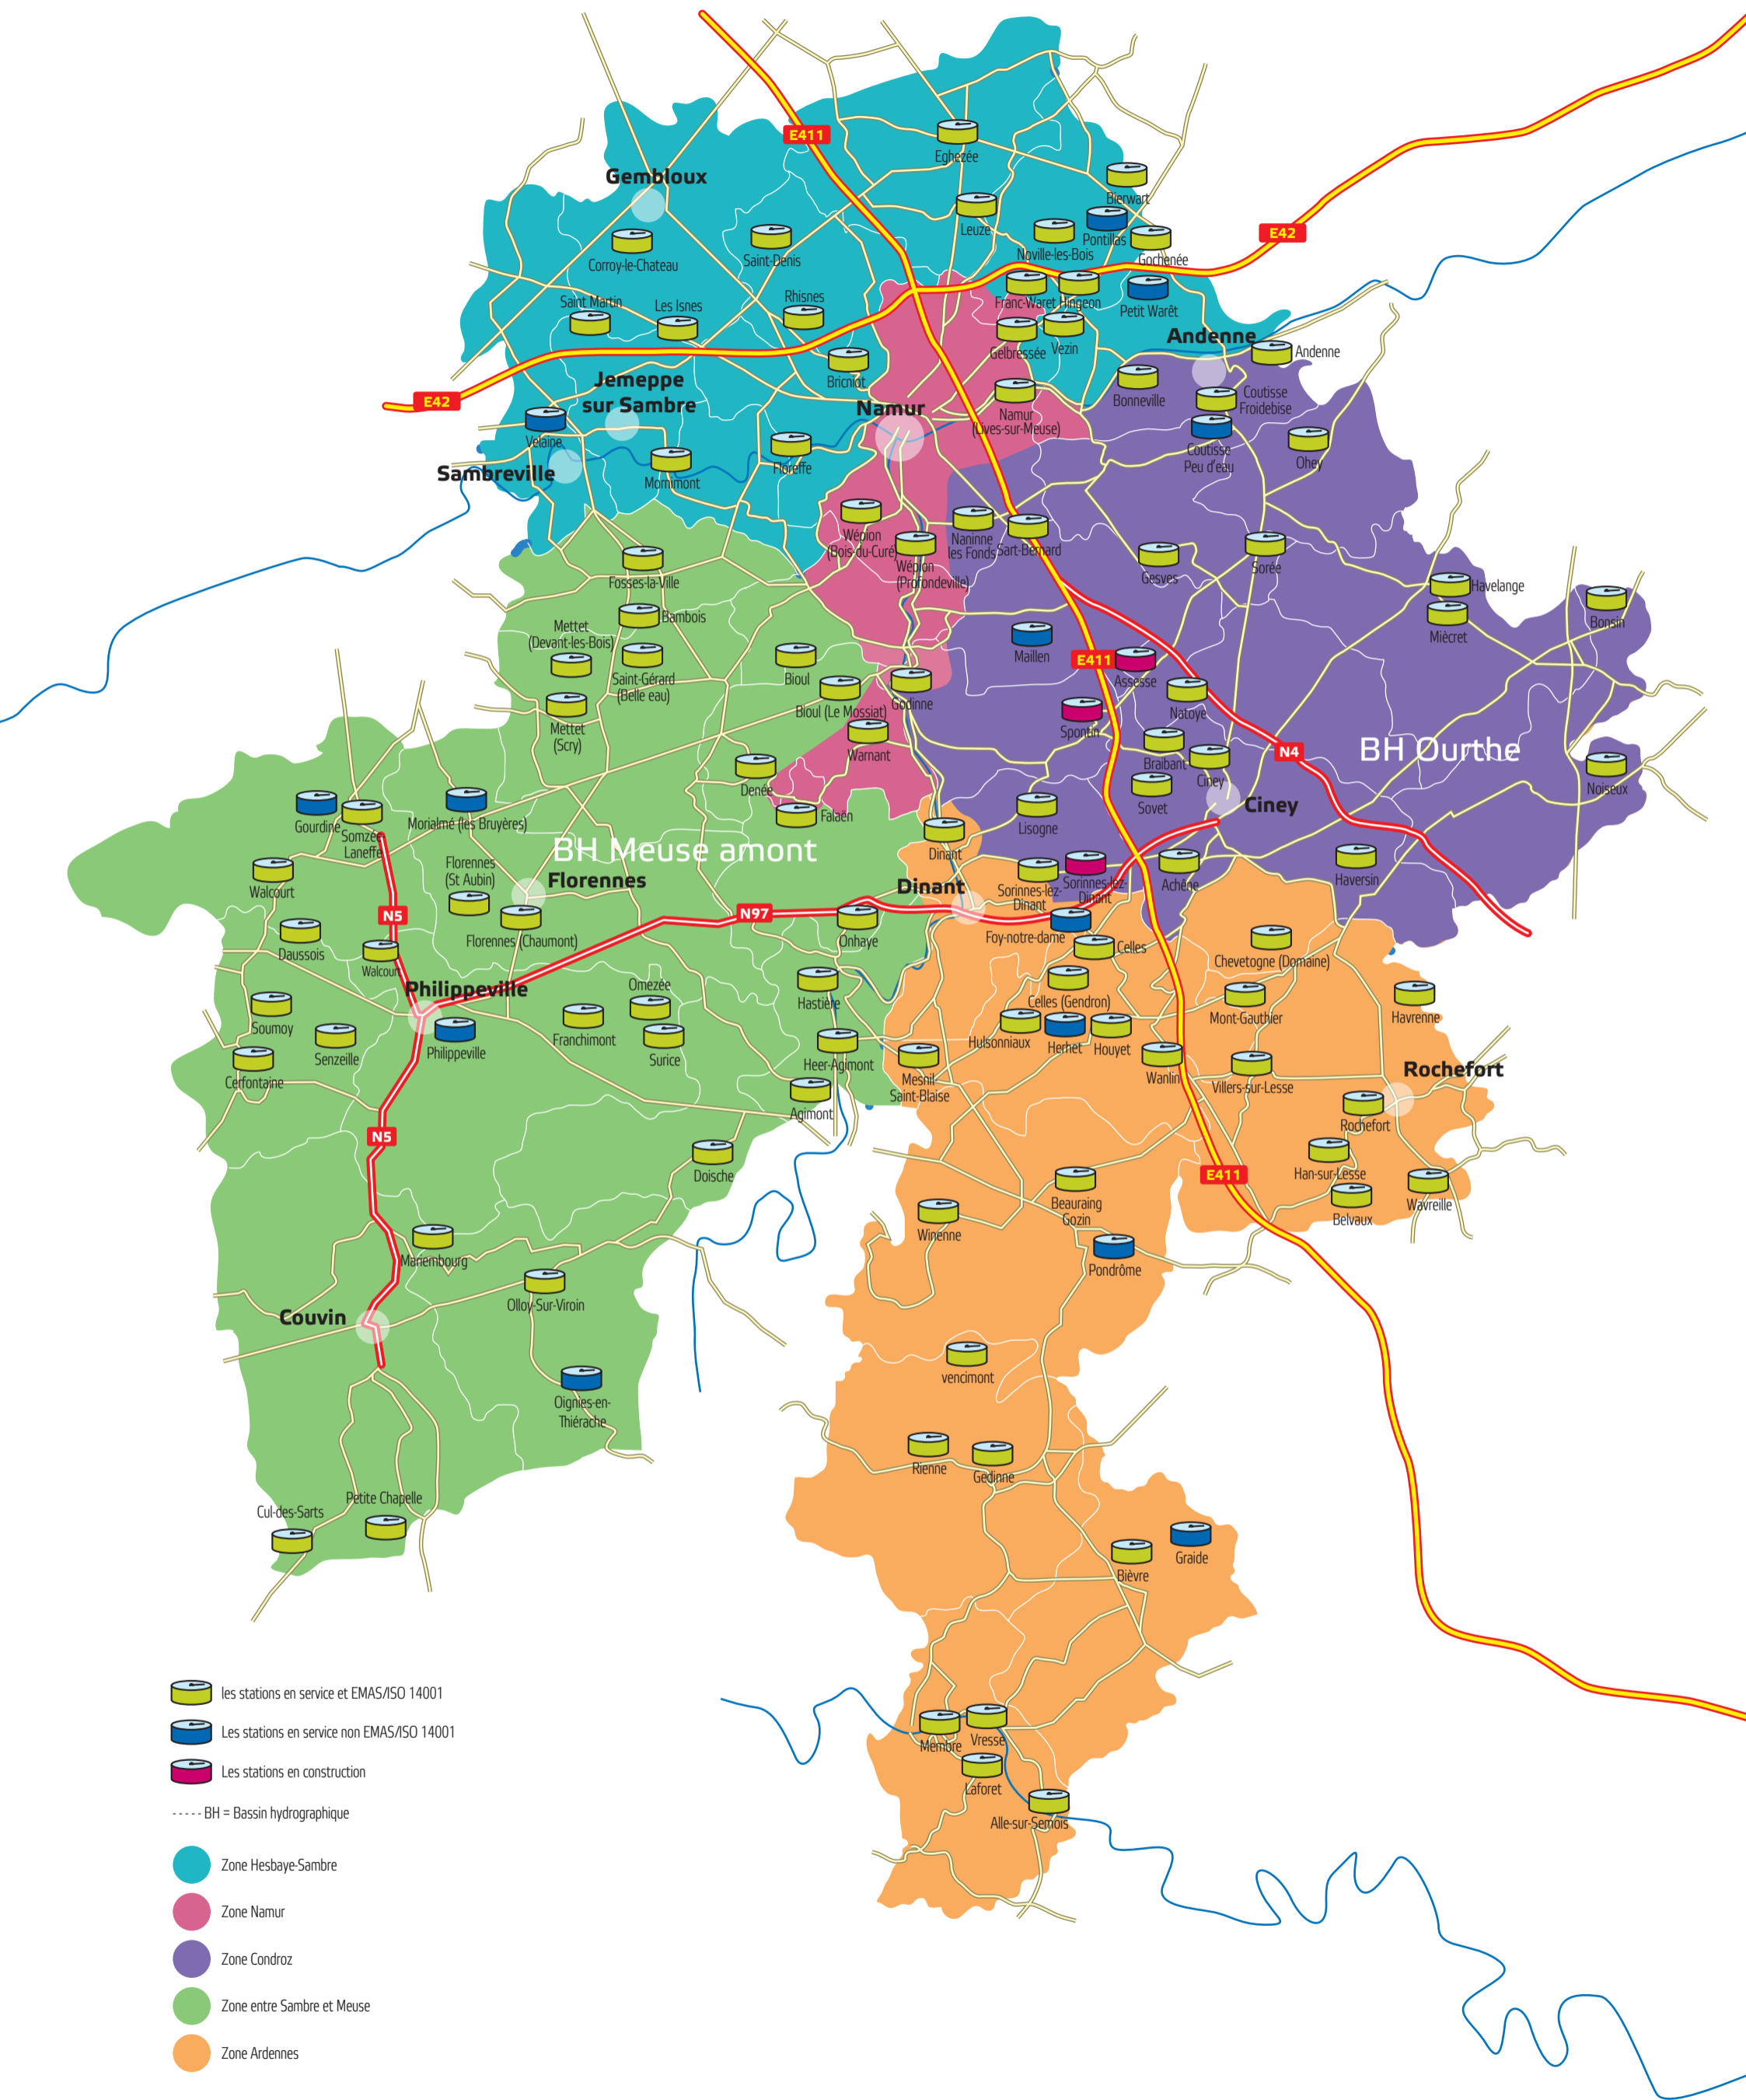 E411
Eghezée
Gembloux
Bierwart
Leuze
Pontillas
E42
Corroy-le-Chateau
Saint-Denis
Noville-les-Bois
Gochenée
Saint Martin
Les Isnes
Rhisnes
Franc-Waret
Hingeon
Petit Warêt
Andenne
Gelbressée
Vezin
Andenne
Bricniot
Jemeppe
sur Sambre
E42
Bonneville
Coutisse
Froidebise
Namur
Namur
(Lives-sur-Meuse)
Velaine
Sambreville
Floreffe
Coutisse
Peu d'eau
Ohey
Mornimont
Wépion
(Bois-du-Curé)
Naninne
les Fonds
Sart-Bernard
Wépion
(Profondeville)
Gesves
Sorée
Fosses-la-Ville
Havelange
Bambois
Mettet
(Devant-les-Bois)
Miècret
Bonsin
Maillen
E411
Assesse
Saint-Gérard
(Belle eau)
Bioul
Bioul (Le Mossiat)
Godinne
Natoye
Mettet
(Scry)
Spontin
Warnant
N4
BH Ourthe
Braibant
Ciney
Denée
Sovet
Noiseux
Ciney
Falaën
Lisogne
Gourdine
Somzée
Laneffe
Morialmé (les Bruyères)
BH Meuse amont
Dinant
Walcourt
Florennes
(St Aubin)
Florennes
Dinant
Sorinnes-lez-
Dinant
Sorinnes-lez-
Dinant
Achêne
Haversin
N5
N97
Florennes (Chaumont)
Onhaye
Foy-notre-dame
Celles
Daussois
Walcourt
Chevetogne (Domaine)
Philippeville
Omezée
Hastière
Celles (Gendron)
Mont-Gauthier
Havrenne
Soumoy
Senzeille
Philippeville
Franchimont
Surice
Hulsonniaux
Herhet
Houyet
Cerfontaine
Heer-Agimont
Mesnil-
Saint-Blaise
Wanlin
Villers-sur-Lesse
Rochefort
Agimont
Rochefort
N5
Doische
Han-sur-Lesse
E411
Beauraing
Gozin
Belvaux
Wavreille
Winenne
Mariembourg
Pondrôme
Olloy-Sur-Viroin
Couvin
vencimont
Oignies-en-
Thiérache
Rienne
Gedinne
Cul-des-Sarts
Petite Chapelle
Bièvre
Graide
les stations en service et EMAS/ISO 14001
Les stations en service non EMAS/ISO 14001
Membre
Vresse
Les stations en construction
Laforet
BH = Bassin hydrographique
Alle-sur-Semois
Zone Hesbaye-Sambre
Zone Namur
Zone Condroz
Zone entre Sambre et Meuse
Zone Ardennes